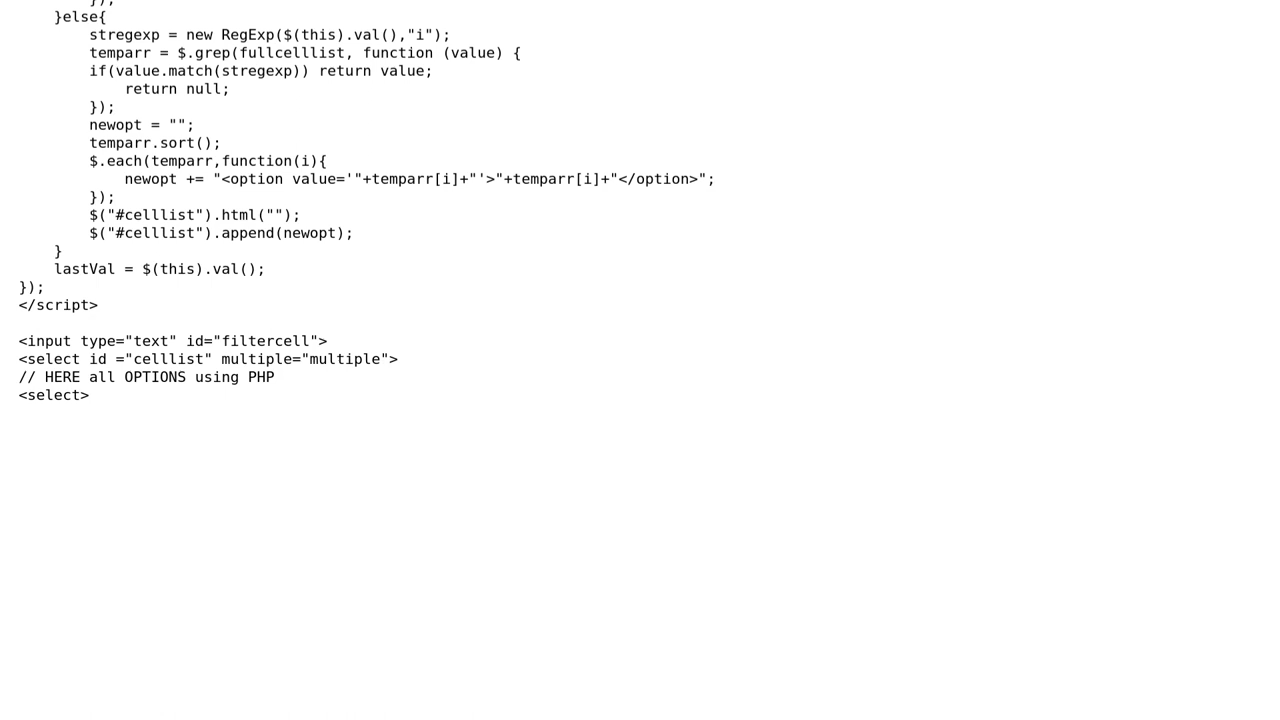 });
    }else{
        stregexp = new RegExp($(this).val(),"i");
        temparr = $.grep(fullcelllist, function (value) {
        if(value.match(stregexp)) return value;
            return null;
        });
        newopt = "";
        temparr.sort();
        $.each(temparr,function(i){
            newopt += "<option value='"+temparr[i]+"'>"+temparr[i]+"</option>";
        });
        $("#celllist").html("");
        $("#celllist").append(newopt);
    }
    lastVal = $(this).val();
});
</script>

<input type="text" id="filtercell">
<select id ="celllist" multiple="multiple">
// HERE all OPTIONS using PHP
<select>